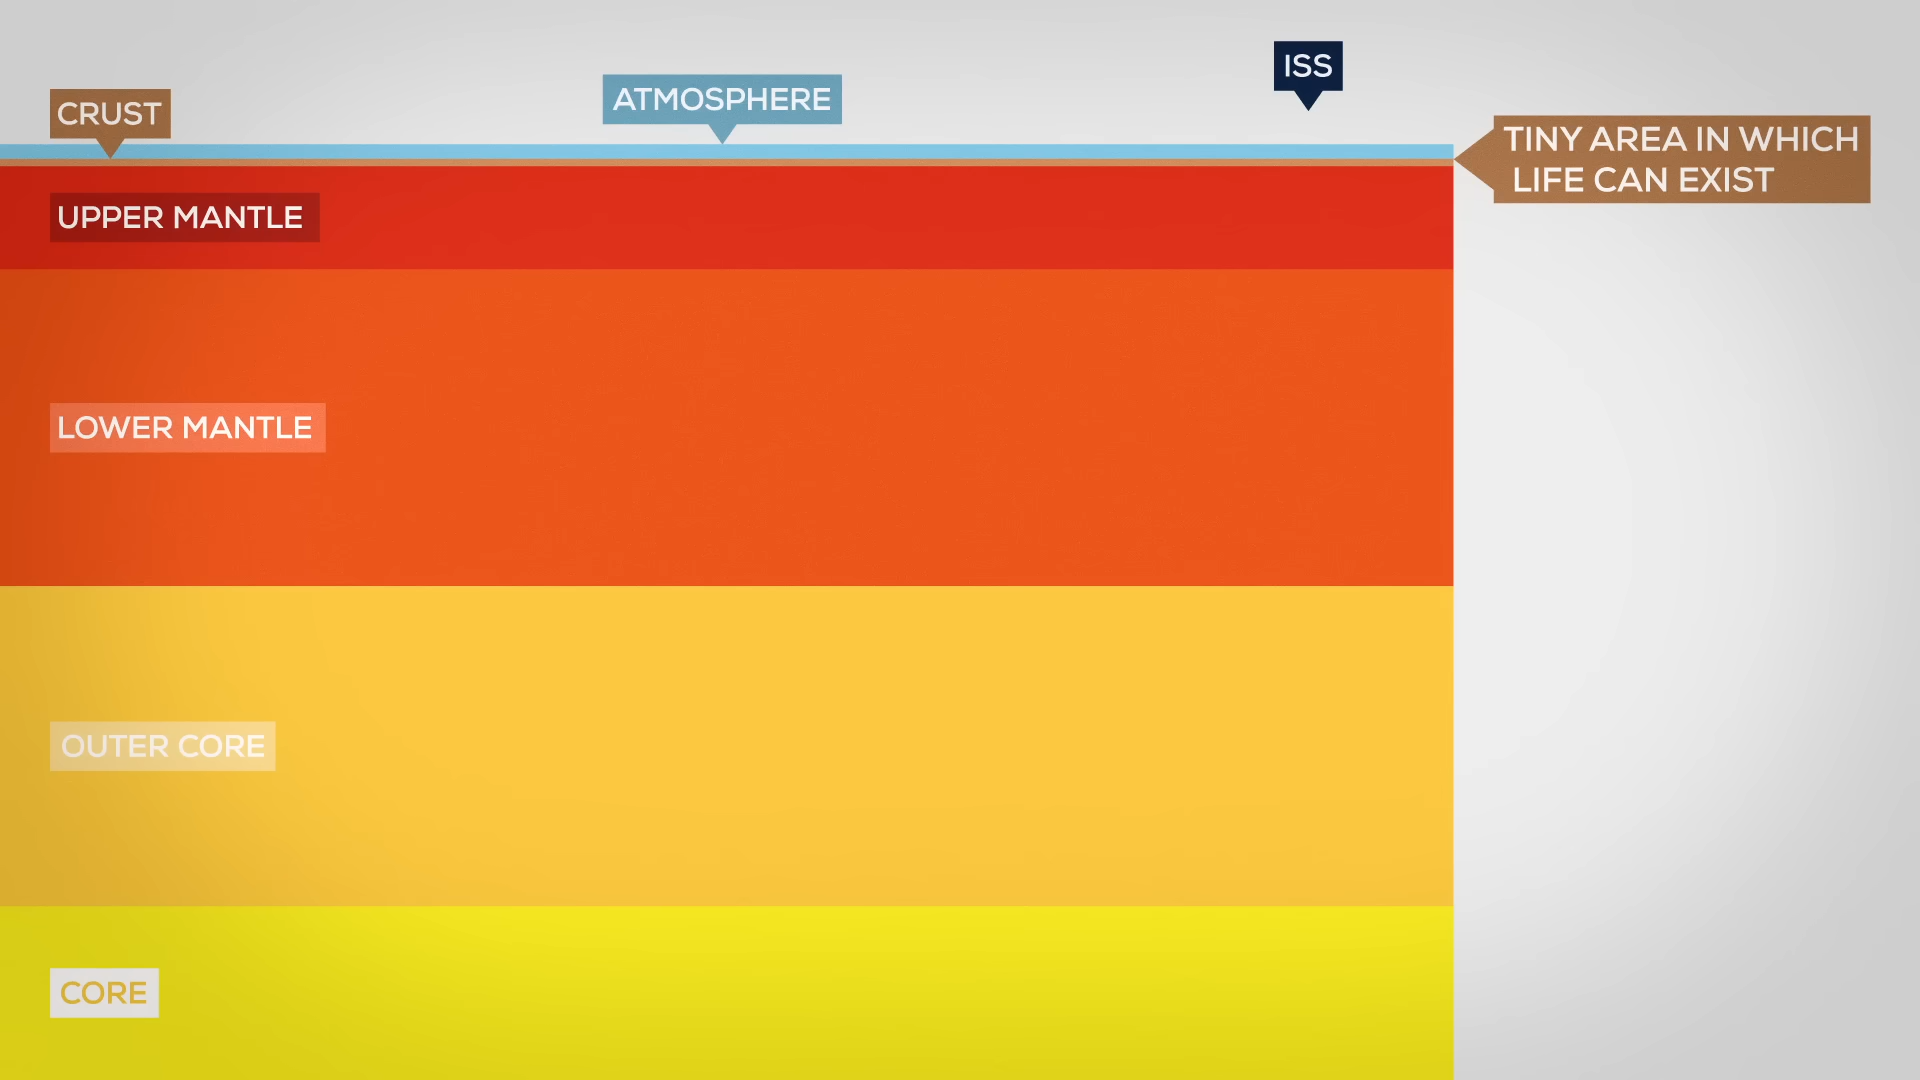 ISS
ATMOSPHERE
CRUST
TINY AREA IN WHICH
LIFE CAN EXIST
UPPER MANTLE
LOWER MANTLE
OUTER CORE
CORE